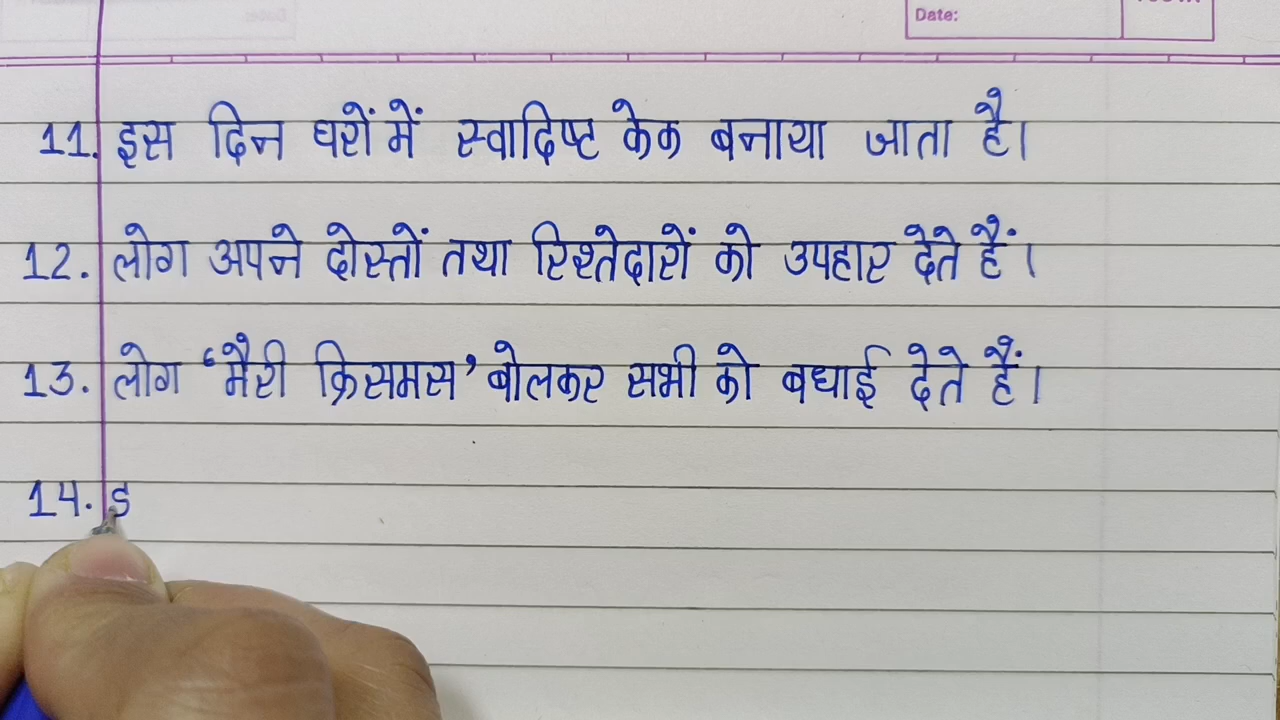 Date:
11. इस दिन घरों में स्वादिष्ट केक बनाया जाता है।
12. लोग अपने दोस्तों तथा रिश्तेदारों को उपहार देते हैं।
13. लोग ‘मैरी क्रिसमस’ बोलकर सभी को बधाई देते हैं।
14.